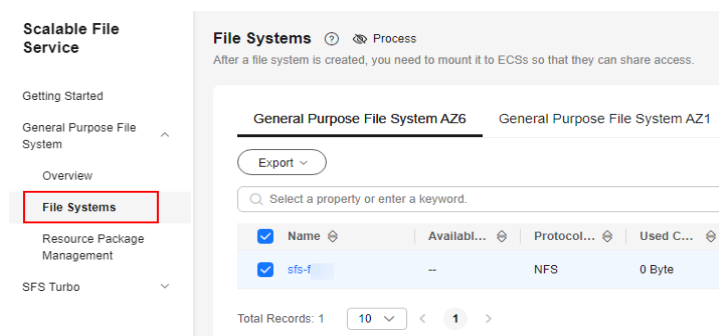 Scalable File
Service
Getting Started
General Purpose File
System
Overview
File Systems
Resource Package
Management
SFS Turbo
File Systems ? Process
After a file system is created, you need to mount it to ECSs so that they can share access.
General Purpose File System AZ6 General Purpose File System AZ1
Export
Select a property or enter a keyword.
Name Availabl... Protocol... Used C...
sfs-f -- NFS 0 Byte
Total Records: 1 10 < 1 >